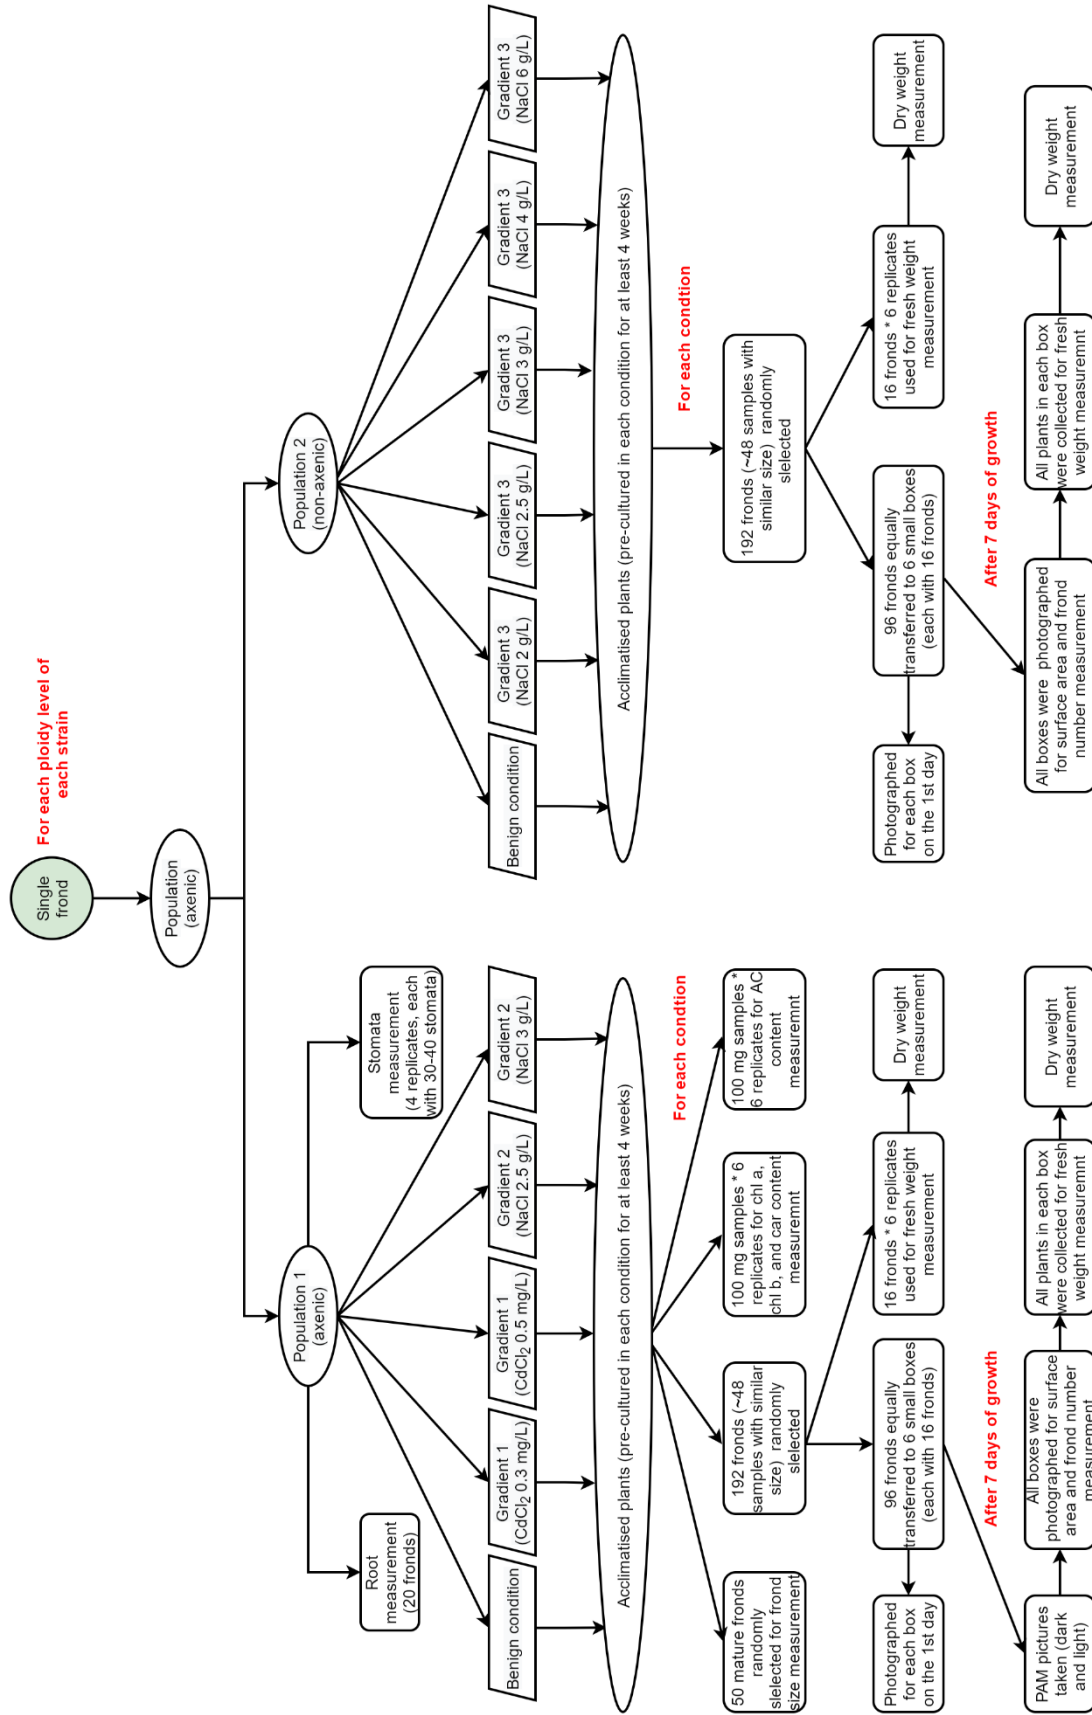 Single
frond
For each ploidy level of
each strain
Population
(axenic)
Population 1
(axenic)
Population 2
(non-axenic)
Root
measurement
(20 fronds)
Stomata
measurement
(4 replicates, each
with 30-40 stomata)
Benign condition
Gradient 1
(CdCl₂ 0.3 mg/L)
Gradient 1
(CdCl₂ 0.5 mg/L)
Gradient 2
(NaCl 2.5 g/L)
Gradient 2
(NaCl 3 g/L)
Benign condition
Gradient 3
(NaCl 2 g/L)
Gradient 3
(NaCl 2.5 g/L)
Gradient 3
(NaCl 3 g/L)
Gradient 3
(NaCl 4 g/L)
Gradient 3
(NaCl 6 g/L)
Acclimatised plants (pre-cultured in each condition for at least 4 weeks)
Acclimatised plants (pre-cultured in each condition for at least 4 weeks)
For each condtion
For each condtion
50 mature fronds
randomly
slelected for frond
size measurement
192 fronds (~48
samples with similar
size) randomly
slelected
100 mg samples * 6
replicates for chl a,
chl b, and car content
measuremnt
100 mg samples *
6 replicates for AC
content
measuremnt
192 fronds (~48 samples with
similar size) randomly
slelected
Photographed
for each box
on the 1st day
96 fronds equally
transferred to 6 small boxes
(each with 16 fronds)
16 fronds * 6 replicates
used for fresh weight
measurement
Dry weight
measurement
Photographed
for each box
on the 1st day
96 fronds equally
transferred to 6 small boxes
(each with 16 fronds)
16 fronds * 6 replicates
used for fresh weight
measurement
Dry weight
measurement
After 7 days of growth
After 7 days of growth
PAM pictures
taken (dark
and light)
All boxes were
photographed for surface
area and frond number
measurement
All plants in each box
were collected for fresh
weight measuremnt
Dry weight
measurement
All boxes were photographed
for surface area and frond
number measurement
All plants in each box
were collected for fresh
weight measuremnt
Dry weight
measurement